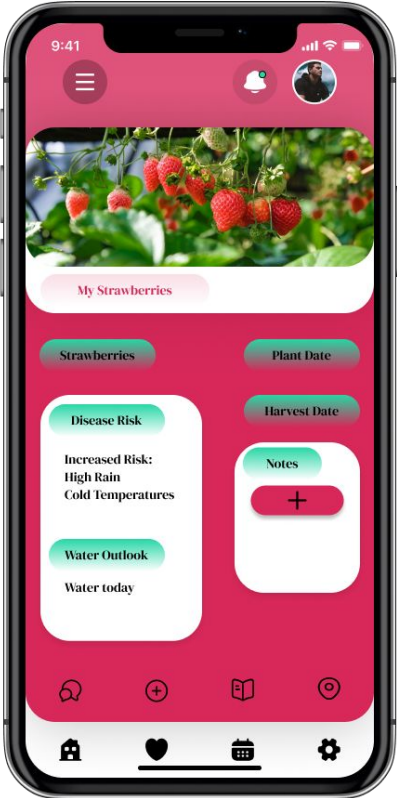 9:41
My Strawberries
Strawberries
Plant Date
Harvest Date
Disease Risk
Increased Risk:
High Rain
Cold Temperatures
Notes
+
Water Outlook
Water today